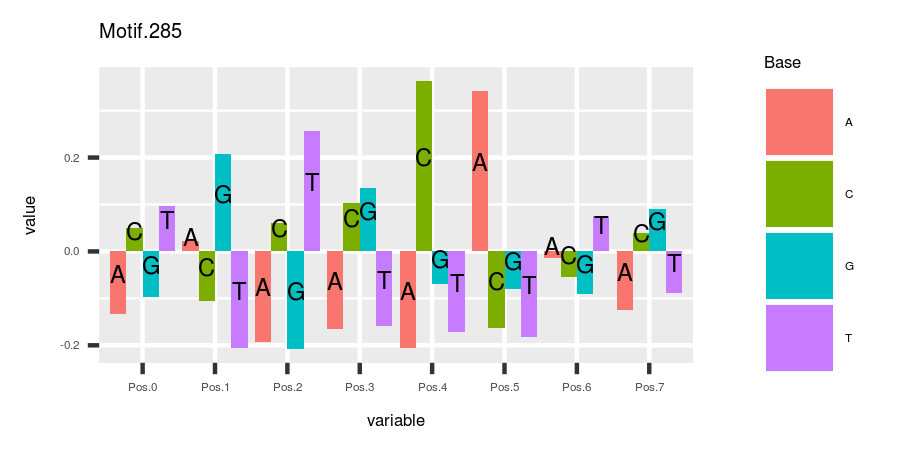 Motif.285
value
0.2
0.0
-0.2
A C G T
A C G T
A C G T
A C G T
A C G T
A C G T
A C G T
A C G T
Pos.0 Pos.1 Pos.2 Pos.3 Pos.4 Pos.5 Pos.6 Pos.7
variable
Base
A
C
G
T